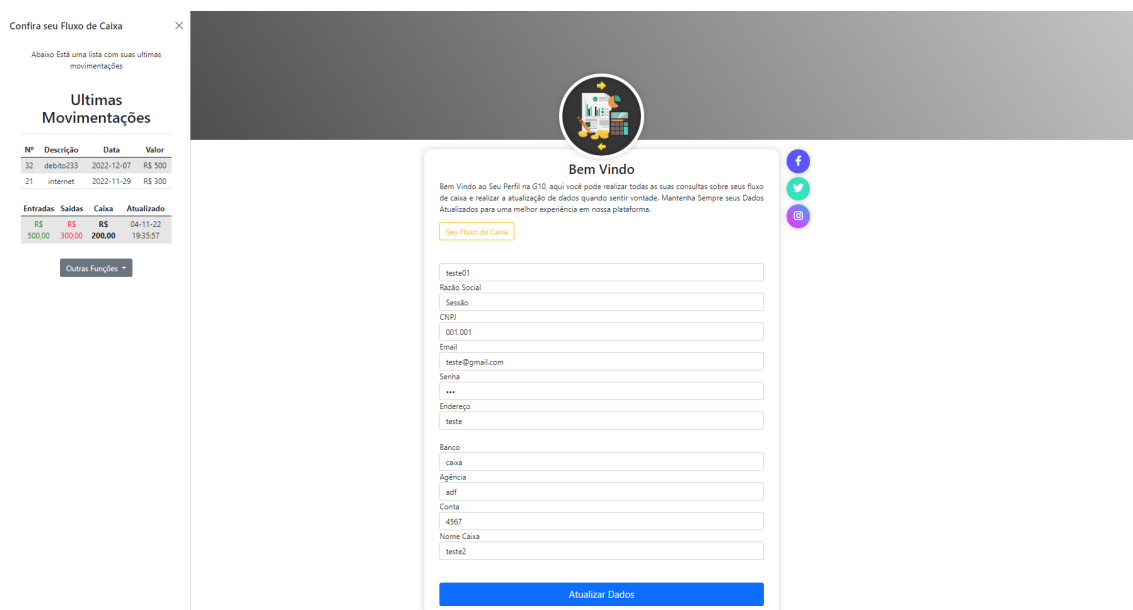 Confira seu Fluxo de Caixa
Abaixo Está uma lista com suas ultimas
movimentações
Ultimas
Movimentações
Nº Descrição Data Valor
32 debito233 2022-12-07 R$ 500
21 internet 2022-11-29 R$ 300
Entradas Saídas Caixa Atualizado
R$ R$ R$ 04-11-22
500,00 300,00 200,00 19:35:57
Outras Funções
Bem Vindo
Bem Vindo ao Seu Perfil na G10, aqui você pode realizar todas as suas consultas sobre seus fluxo
de caixa e realizar a atualização de dados quando sentir vontade. Mantenha Sempre seus Dados
Atualizados para uma melhor experiência em nossa plataforma.
Seu Fluxo de Caixa
teste01
Razão Social
Sessão
CNPJ
001.001
Email
teste@gmail.com
Senha
•••
Endereço
teste
Banco
caixa
Agência
adf
Conta
4567
Nome Caixa
teste2
Atualizar Dados